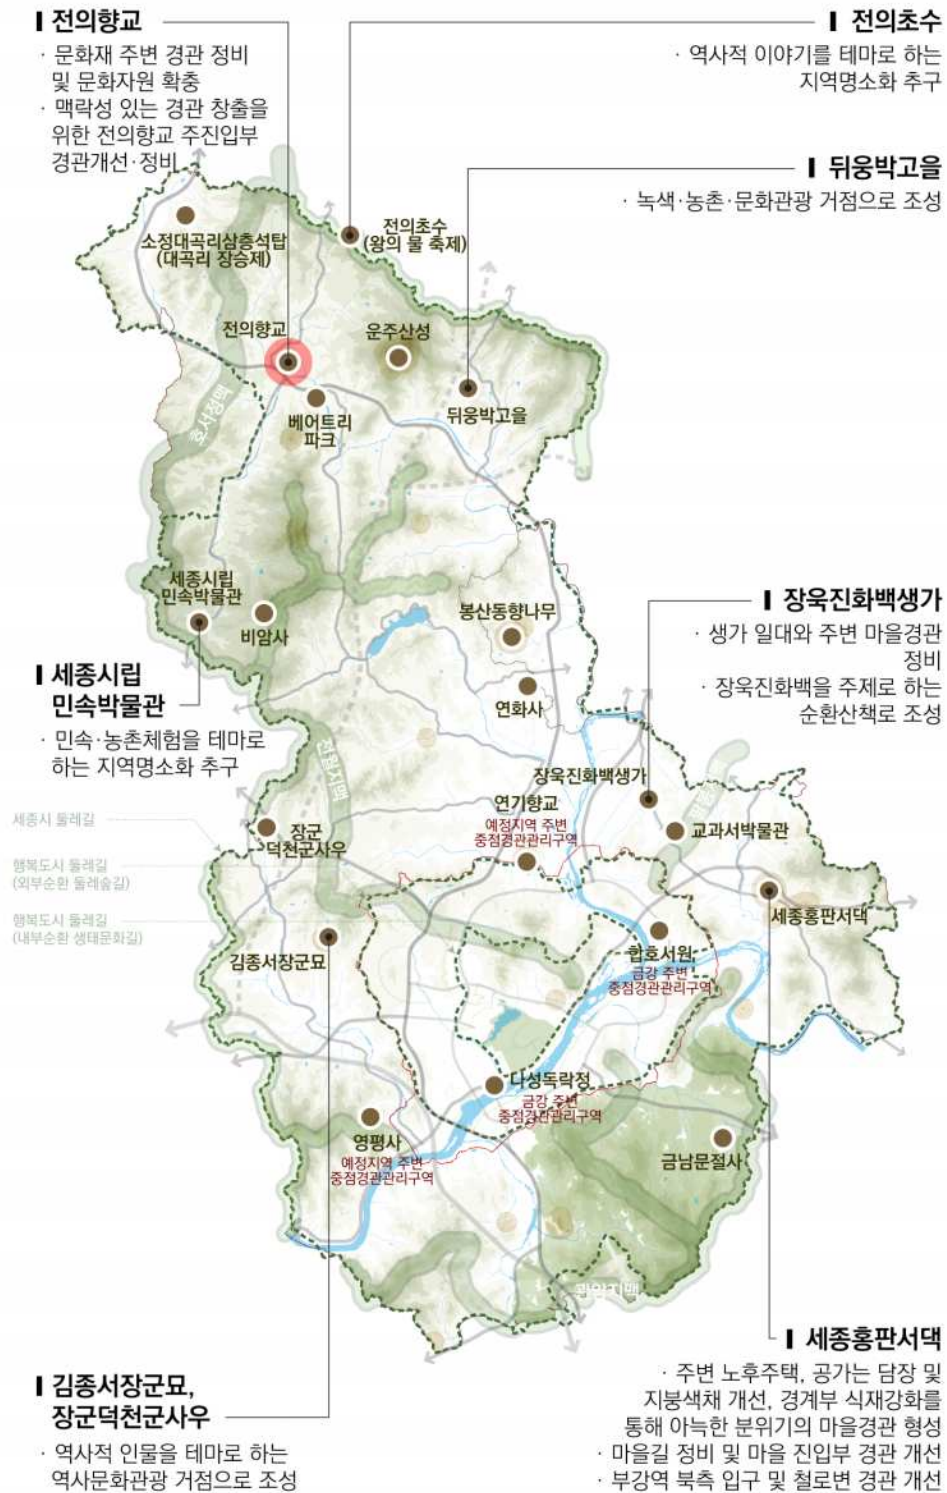 전의향교
· 문화재 주변 경관 정비
및 문화자원 확충
· 맥락성 있는 경관 창출을
위한 전의향교 주진입부
경관개선·정비
전의초수
· 역사적 이야기를 테마로 하는
지역명소화 추구
뒤웅박고을
· 녹색·농촌·문화관광 거점으로 조성
소정대곡리삼층석탑
(대곡리 장승제)
전의초수
(왕의 물 축제)
전의향교
운주산성
호서정맥
베어트리
파크
뒤웅박고을
세종시립
민속박물관
비암사
봉산동향나무
연화사
장욱진화백생가
· 생가 일대와 주변 마을경관
정비
· 장욱진화백을 주제로 하는
순환산책로 조성
세종시립
민속박물관
· 민속·농촌체험을 테마로
하는 지역명소화 추구
전월지맥
장욱진화백생가
연기향교
예정지역 주변
중점경관관리구역
교과서박물관
세종시 둘레길
행복도시 둘레길
(외부순환 둘레숲길)
행복도시 둘레길
(내부순환 생태문화길)
장군
덕천군사우
김종서장군묘
세종홍판서댁
합호서원
금강 주변
중점경관관리구역
나성독락정
금강 주변
중점경관관리구역
영평사
예정지역 주변
중점경관관리구역
금남문절사
세종홍판서댁
· 주변 노후주택, 공가는 담장 및
지붕색채 개선, 경계부 식재강화를
통해 아늑한 분위기의 마을경관 형성
· 마을길 정비 및 마을 진입부 경관 개선
· 부강역 북측 입구 및 철로변 경관 개선
김종서장군묘,
장군덕천군사우
· 역사적 인물을 테마로 하는
역사문화관광 거점으로 조성